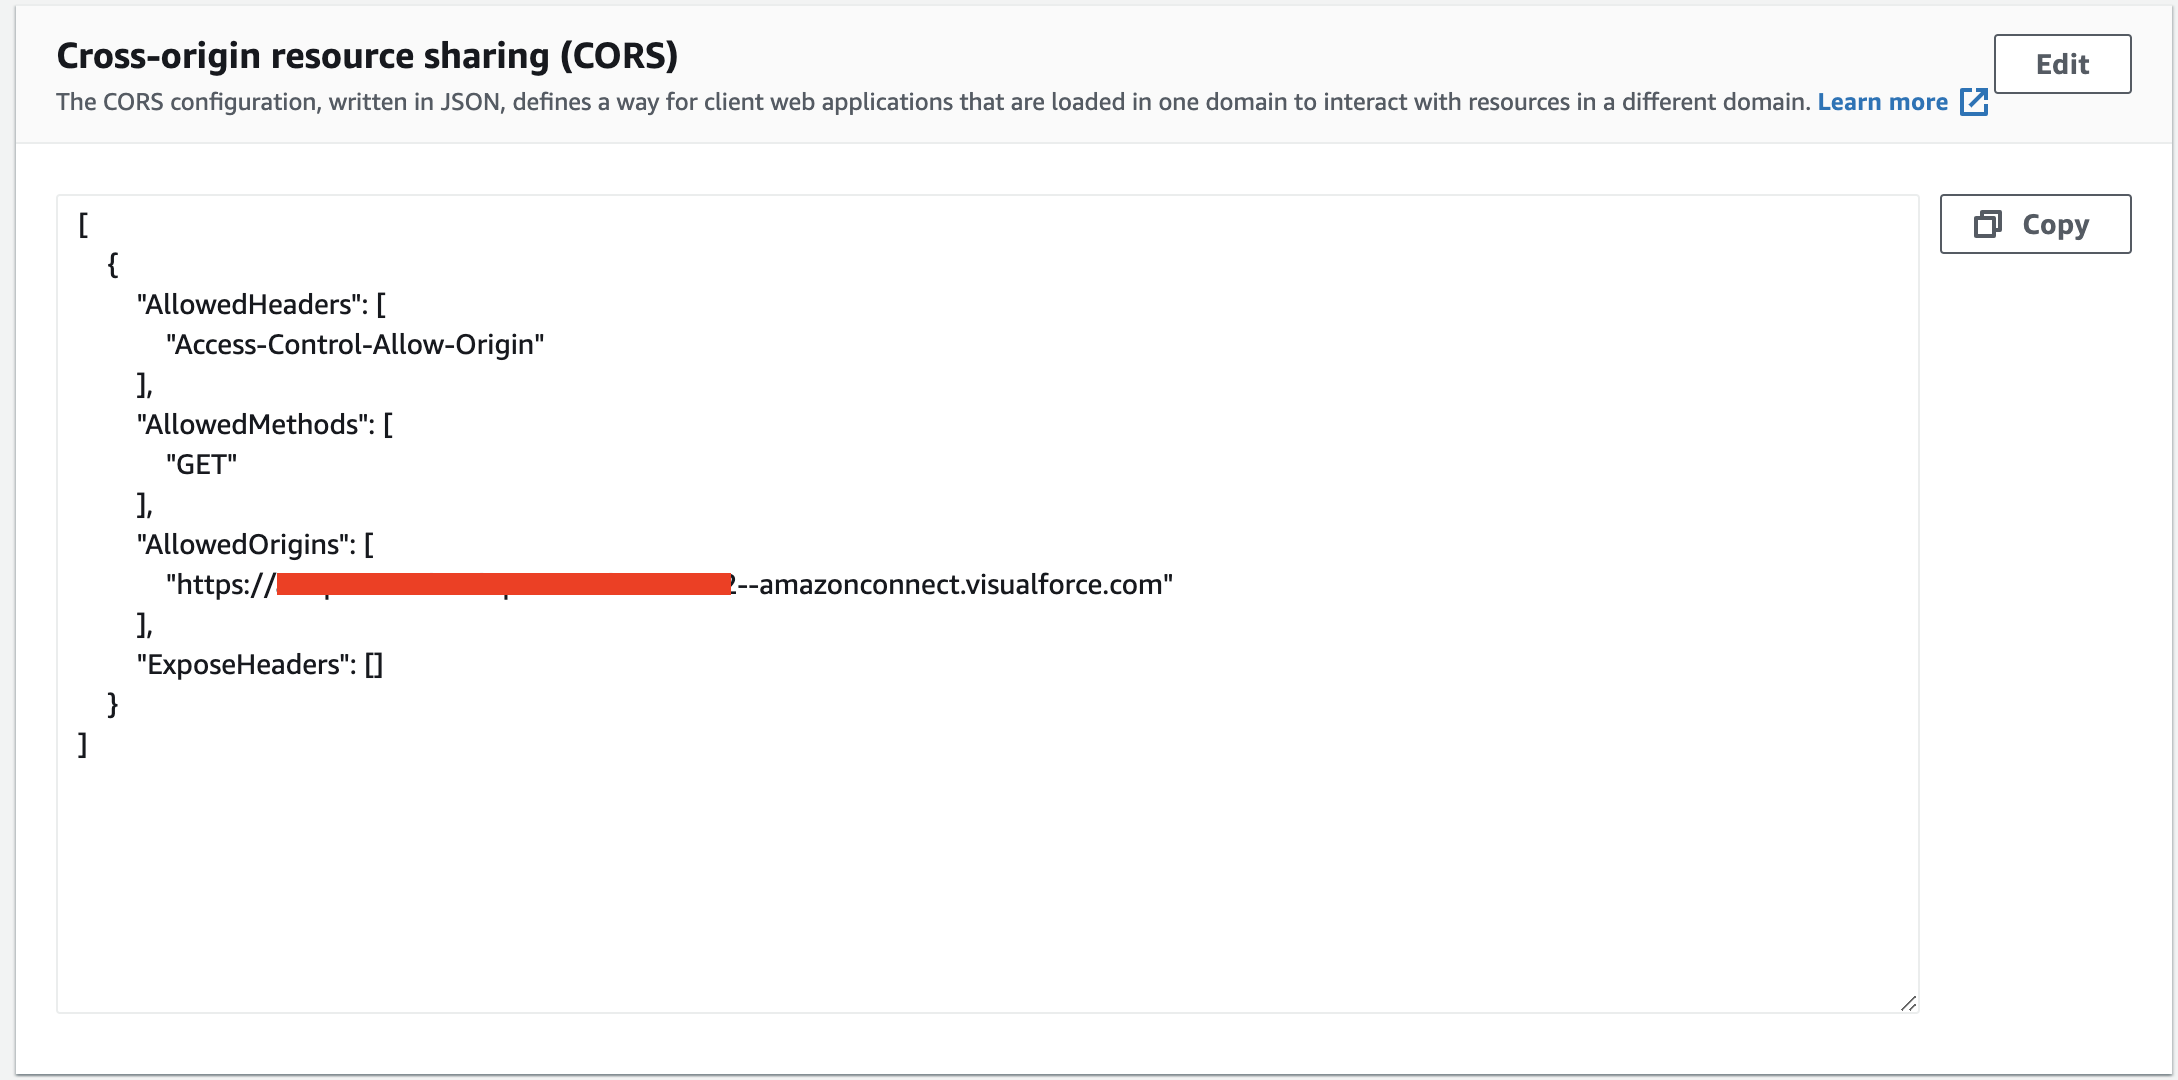 Cross-origin resource sharing (CORS)
Edit
The CORS configuration, written in JSON, defines a way for client web applications that are loaded in one domain to interact with resources in a different domain. Learn more
Copy
[
{
"AllowedHeaders": [
"Access-Control-Allow-Origin"
],
"AllowedMethods": [
"GET"
],
"AllowedOrigins": [
"https:// --amazonconnect.visualforce.com"
],
"ExposeHeaders": []
}
]